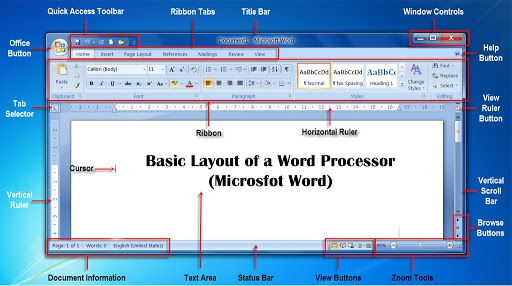 Quick Access Toolbar
Ribbon Tabs
Title Bar
Window Controls
Office
Button
Document1 - Microsoft Word
Home Insert Page Layout References Mailings Review View
Help
Button
Paste
Calibri (Body) 11
AaBbCcDd AaBbCcDd AaBbCc
¶ Normal ¶ No Spacing Heading 1
Change
Styles
Find
Replace
Select
Clipboard Font Paragraph Styles Editing
Tab
Selector
View
Ruler
Button
Ribbon
Horizontal Ruler
Cursor
Basic Layout of a Word Processor
(Microsfot Word)
Vertical
Ruler
Vertical
Scroll
Bar
Browse
Buttons
Page: 1 of 1 Words: 0 English (United States)
Document Information
Text Area
Status Bar
View Buttons
Zoom Tools